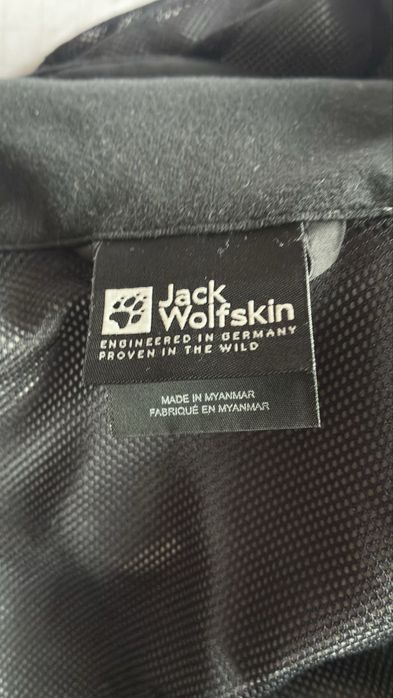 Jack
Wolfskin
ENGINEERED IN GERMANY
PROVEN IN THE WILD
MADE IN MYANMAR
FABRIQUÉ EN MYANMAR